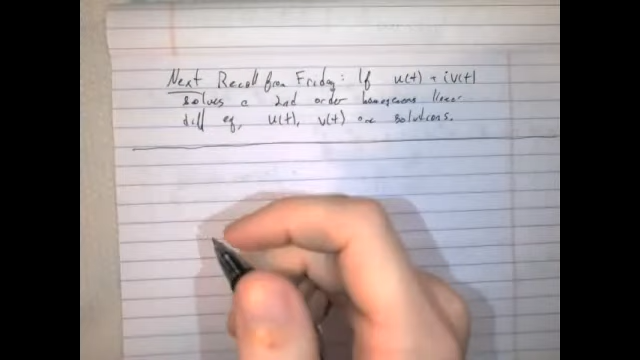 Next Recall from Friday: If u(t) + iv(t)
solves a 2nd order homogeneous linear
diff eq, u(t), v(t) are solutions.